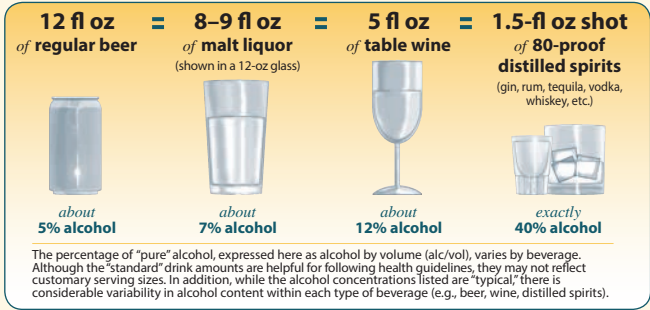 12 fl oz = 8–9 fl oz = 5 fl oz = 1.5-fl oz shot
of regular beer
of malt liquor
(shown in a 12-oz glass)
of table wine
of 80-proof
distilled spirits
(gin, rum, tequila, vodka,
whiskey, etc.)
about
5% alcohol
about
7% alcohol
about
12% alcohol
exactly
40% alcohol
The percentage of “pure” alcohol, expressed here as alcohol by volume (alc/vol), varies by beverage.
Although the “standard” drink amounts are helpful for following health guidelines, they may not reflect
customary serving sizes. In addition, while the alcohol concentrations listed are “typical,” there is
considerable variability in alcohol content within each type of beverage (e.g., beer, wine, distilled spirits).